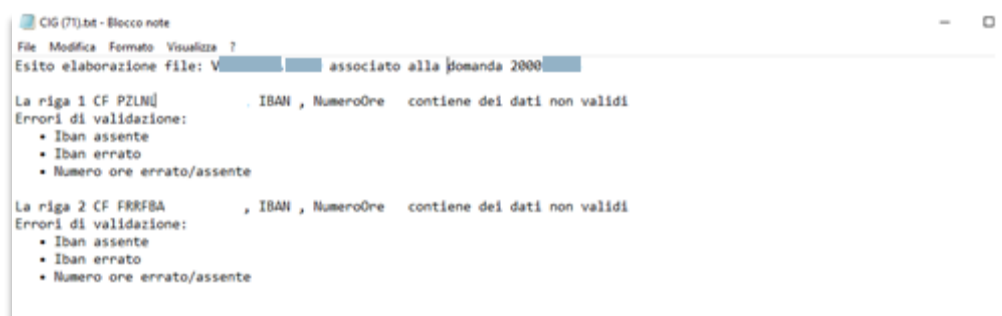 CIG (71).txt - Blocco note
File Modifica Formato Visualizza ?
Esito elaborazione file: V associato alla domanda 2000
La riga 1 CF PZLNL , IBAN , NumeroOre contiene dei dati non validi
Errori di validazione:
• Iban assente
• Iban errato
• Numero ore errato/assente
La riga 2 CF FRRFBA , IBAN , NumeroOre contiene dei dati non validi
Errori di validazione:
• Iban assente
• Iban errato
• Numero ore errato/assente